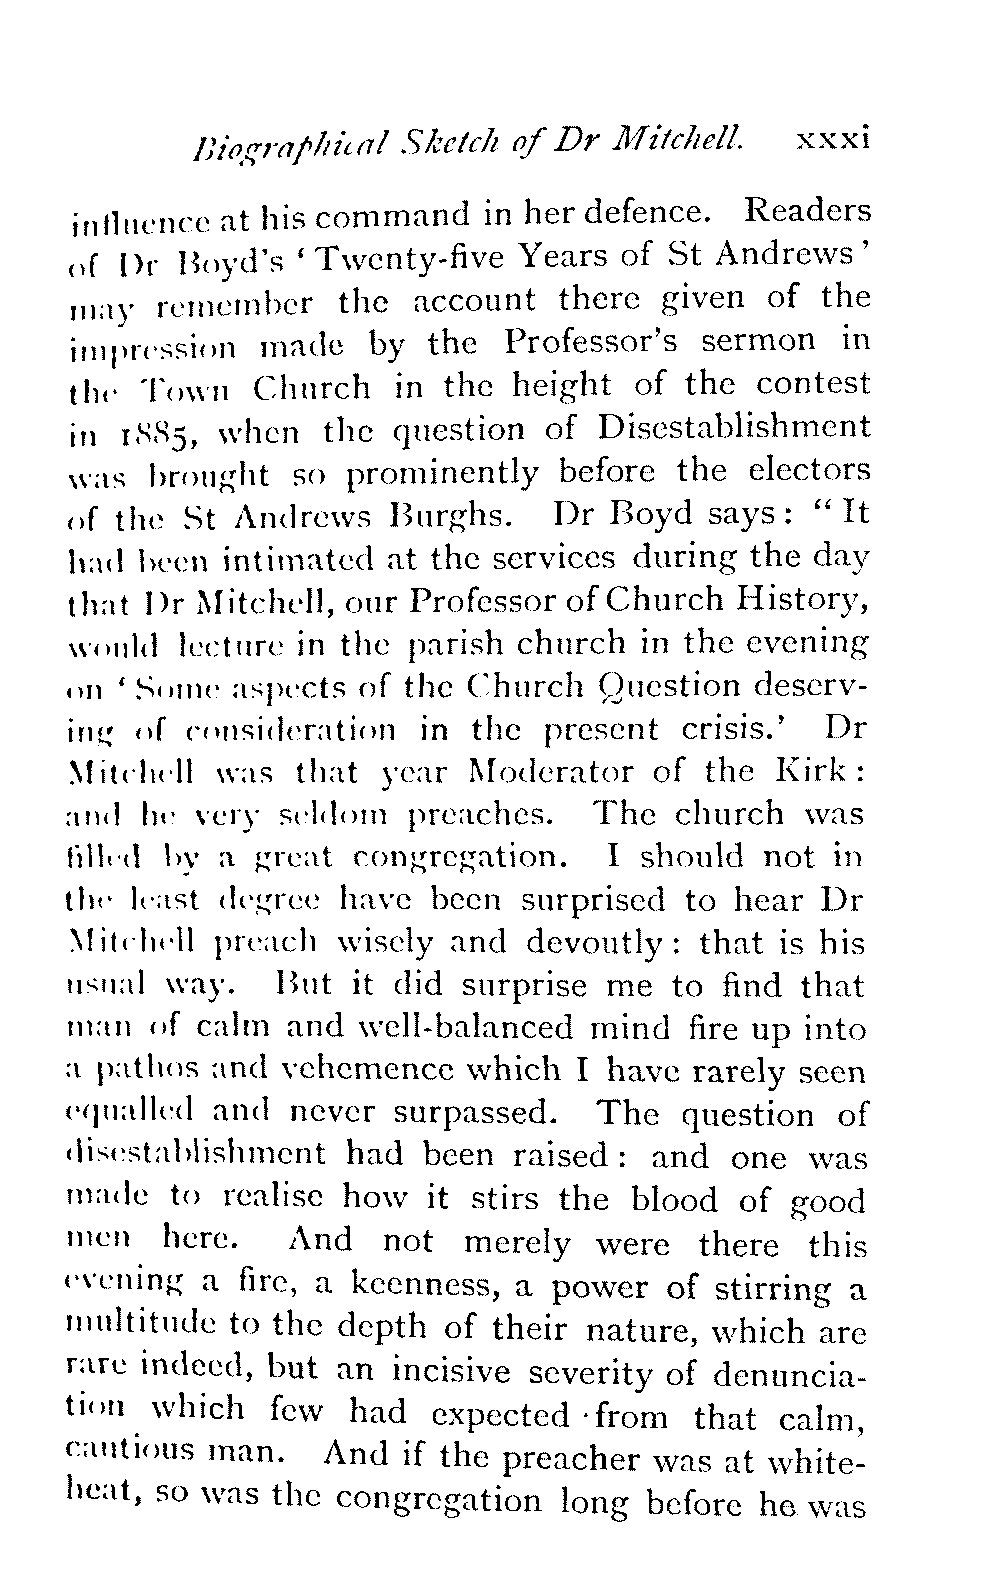 Biographical Sketch of Dr Mitchell. xxxi
influence at his command in her defence. Readers
of Dr Boyd's ‘Twenty-five Years of St Andrews’
may remember the account there given of the
impression made by the Professor's sermon in
the Town Church in the height of the contest
in 1885, when the question of Disestablishment
was brought so prominently before the electors
of the St Andrews Burghs. Dr Boyd says: “It
had been intimated at the services during the day
that Dr Mitchell, our Professor of Church History,
would lecture in the parish church in the evening
on ‘Some aspects of the Church Question deserv-
ing of consideration in the present crisis.’ Dr
Mitchell was that year Moderator of the Kirk:
and he very seldom preaches. The church was
filled by a great congregation. I should not in
the least degree have been surprised to hear Dr
Mitchell preach wisely and devoutly: that is his
usual way. But it did surprise me to find that
man of calm and well-balanced mind fire up into
a pathos and vehemence which I have rarely seen
equalled and never surpassed. The question of
disestablishment had been raised: and one was
made to realise how it stirs the blood of good
men here. And not merely were there this
evening a fire, a keenness, a power of stirring a
multitude to the depth of their nature, which are
rare indeed, but an incisive severity of denuncia-
tion which few had expected from that calm,
cautious man. And if the preacher was at white-
heat, so was the congregation long before he was